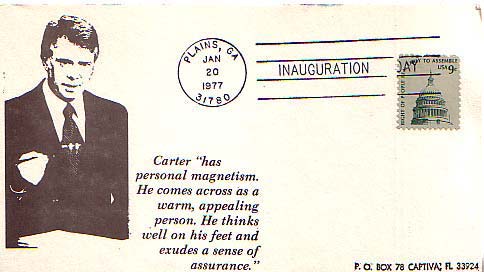 PLAINS, GA
JAN
20
1977
31780
INAUGURATION DAY
TO ASSEMBLE
USA 9c
Carter "has
personal magnetism.
He comes across as a
warm, appealing
person. He thinks
well on his feet and
exudes a sense of
assurance."
P. O. BOX 78 CAPTIVA; FL 33924